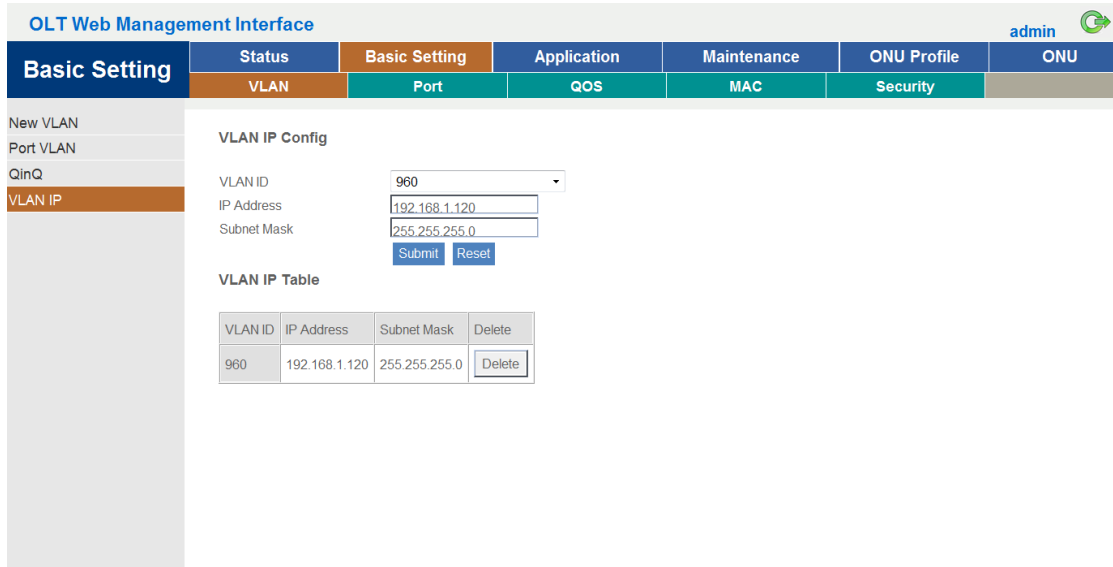 OLT Web Management Interface
admin
Basic Setting
Status Basic Setting Application Maintenance ONU Profile ONU
VLAN Port QOS MAC Security
New VLAN
Port VLAN
QinQ
VLAN IP
VLAN IP Config
VLAN ID 960
IP Address 192.168.1.120
Subnet Mask 255.255.255.0
Submit Reset
VLAN IP Table
VLAN ID IP Address Subnet Mask Delete
960 192.168.1.120 255.255.255.0 Delete